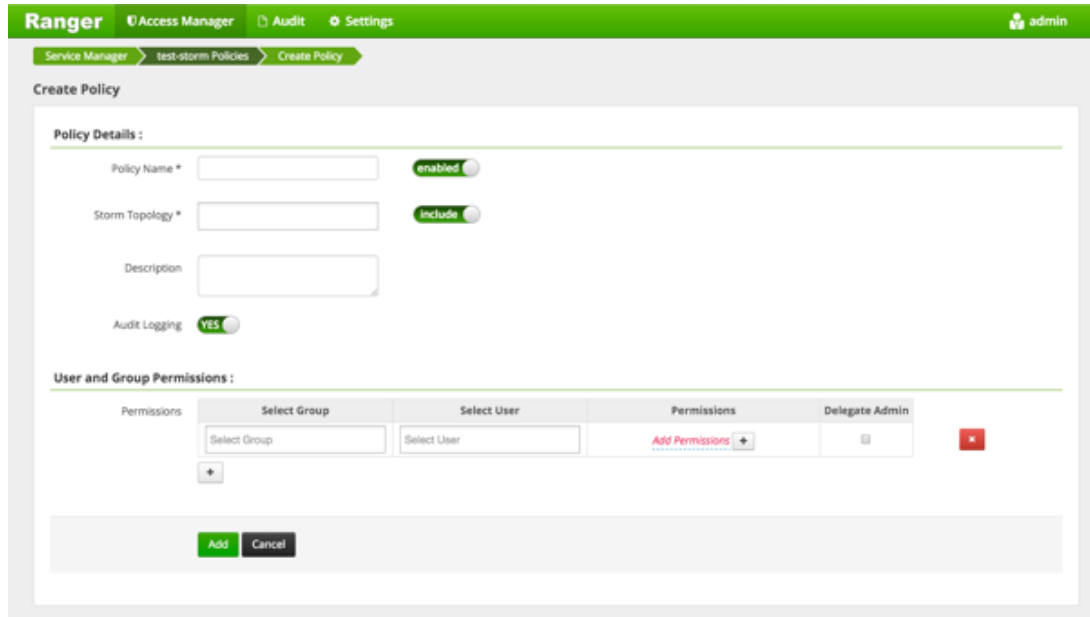 Ranger Access Manager Audit Settings admin
Service Manager test-storm Policies Create Policy
Create Policy
Policy Details :
Policy Name * enabled
Storm Topology * include
Description
Audit Logging YES
User and Group Permissions :
Permissions Select Group Select User Permissions Delegate Admin
Select Group Select User Add Permissions +
+
Add Cancel